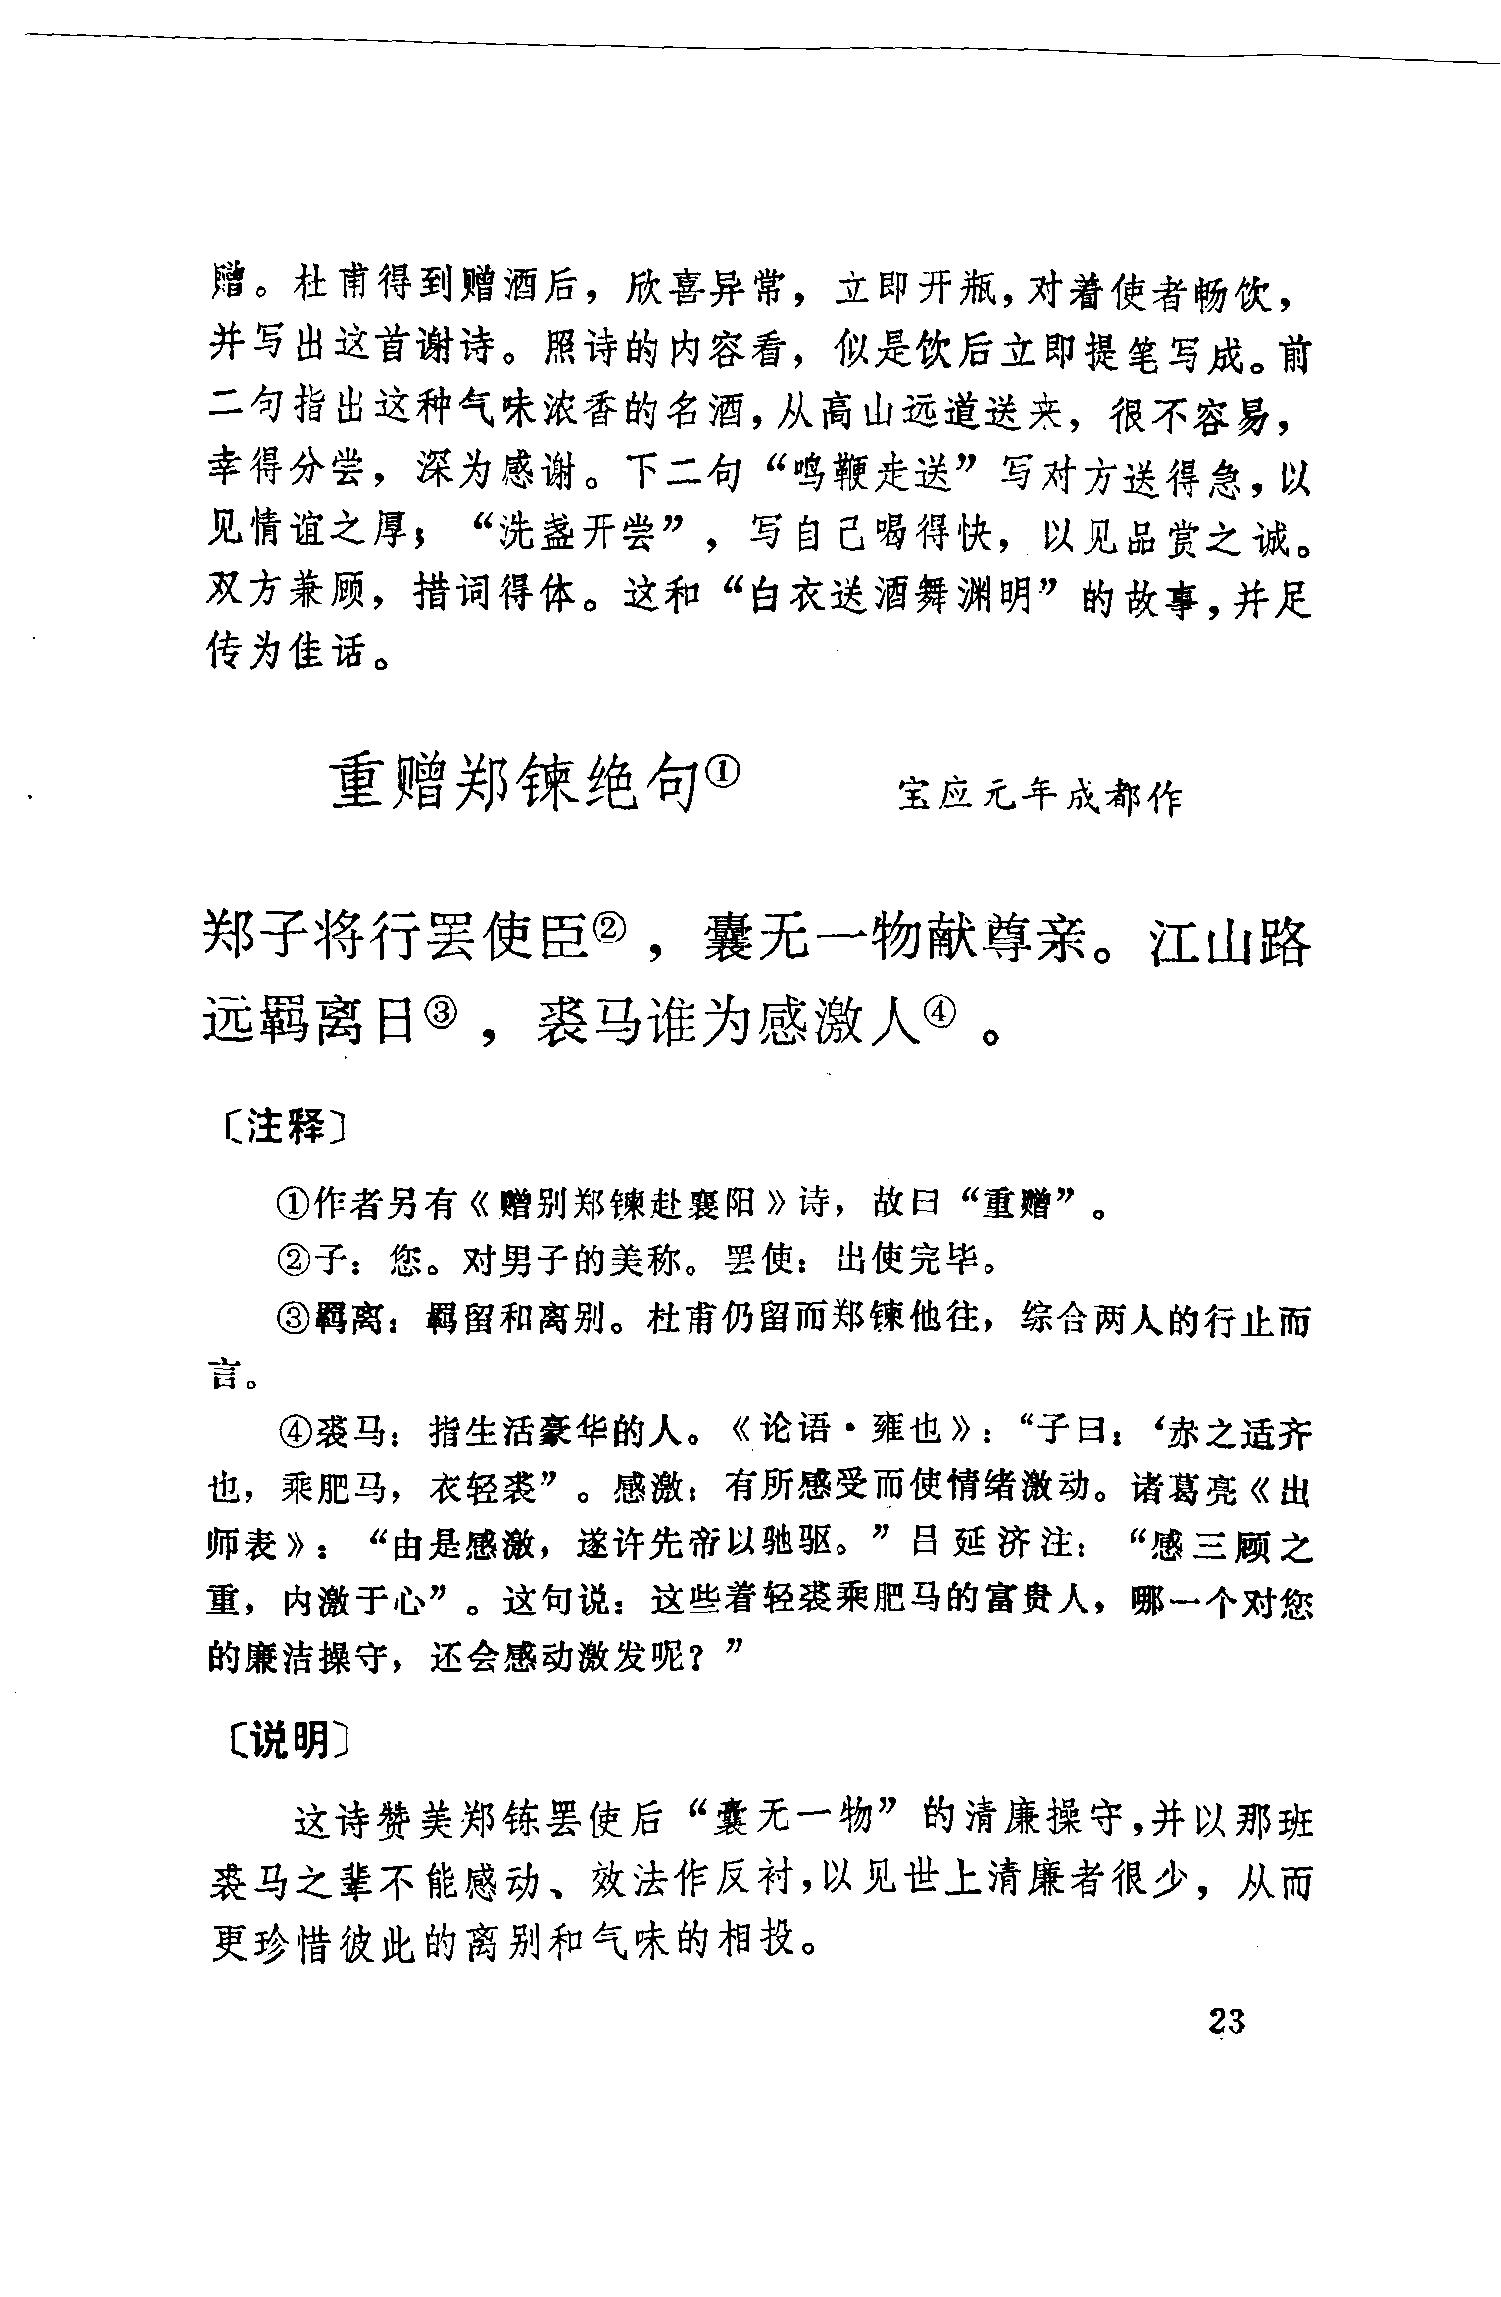 赠。杜甫得到赠酒后，欣喜异常，立即开瓶，对着使者畅饮，
并写出这首谢诗。照诗的内容看，似是饮后立即提笔写成。前
二句指出这种气味浓香的名酒，从高山远道送来，很不容易，
幸得分尝，深为感谢。下二句“鸣鞭走送”写对方送得急，以
见情谊之厚；“洗盏开尝”，写自己喝得快，以见品赏之诚。
双方兼顾，措词得体。这和“白衣送酒舞渊明”的故事，并足
传为佳话。
重赠郑𫔍绝句① 宝应元年成都作
郑子将行罢使臣②，囊无一物献尊亲。江山路
远羁离日③，裘马谁为感激人④。
〔注释〕
①作者另有《赠别郑𫔍赴襄阳》诗，故曰“重赠”。
②子：您。对男子的美称。罢使：出使完毕。
③羁离：羁留和离别。杜甫仍留而郑𫔍他往，综合两人的行止而
言。
④裘马：指生活豪华的人。《论语·雍也》：“子曰：‘赤之适齐
也，乘肥马，衣轻裘”。感激：有所感受而使情绪激动。诸葛亮《出
师表》：“由是感激，遂许先帝以驰驱。”吕延济注：“感三顾之
重，内激于心”。这句说：这些着轻裘乘肥马的富贵人，哪一个对您
的廉洁操守，还会感动激发呢？”
〔说明〕
这诗赞美郑练罢使后“囊无一物”的清廉操守，并以那班
裘马之辈不能感动、效法作反衬，以见世上清廉者很少，从而
更珍惜彼此的离别和气味的相投。
23